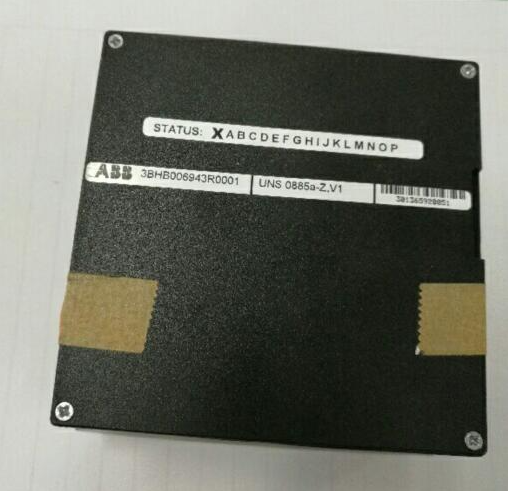 STATUS: XABCDEFGHIJKLMNOP
ABB 3BHB006943R0001 UNS 0885a-Z,V1